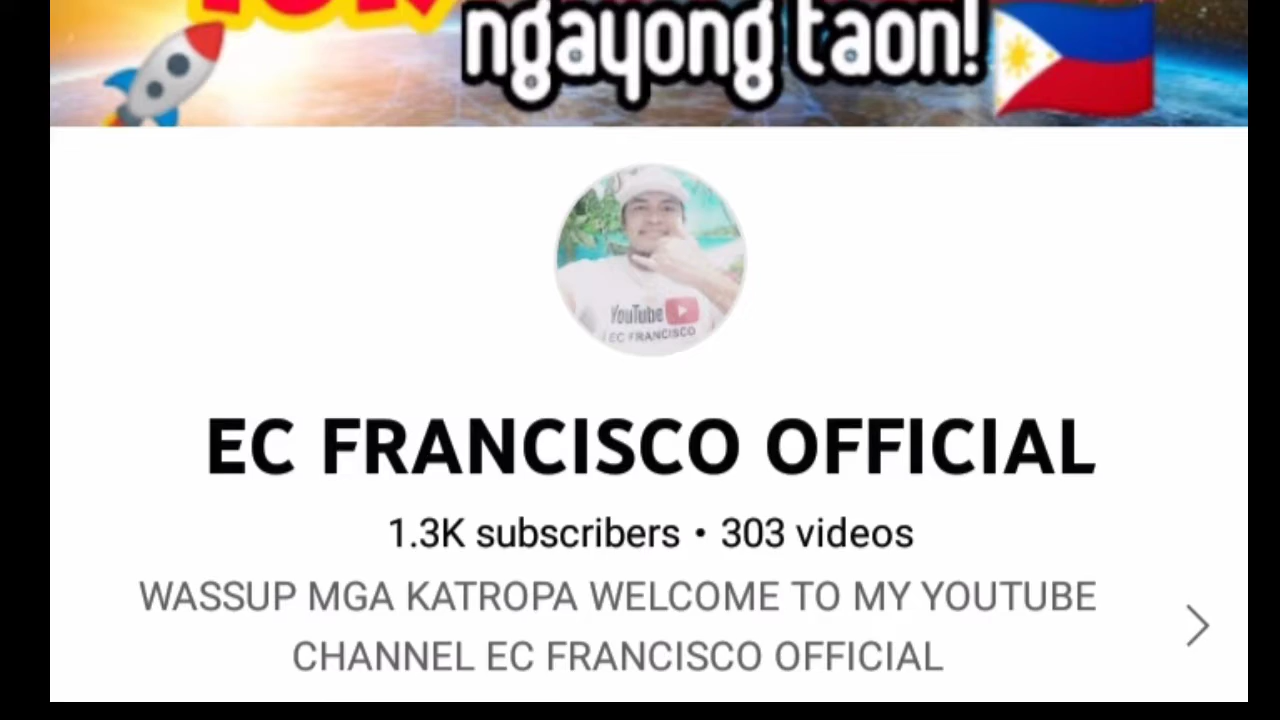 ngayong taon!
YouTube
EC FRANCISCO
EC FRANCISCO OFFICIAL
1.3K subscribers • 303 videos
WASSUP MGA KATROPA WELCOME TO MY YOUTUBE
CHANNEL EC FRANCISCO OFFICIAL